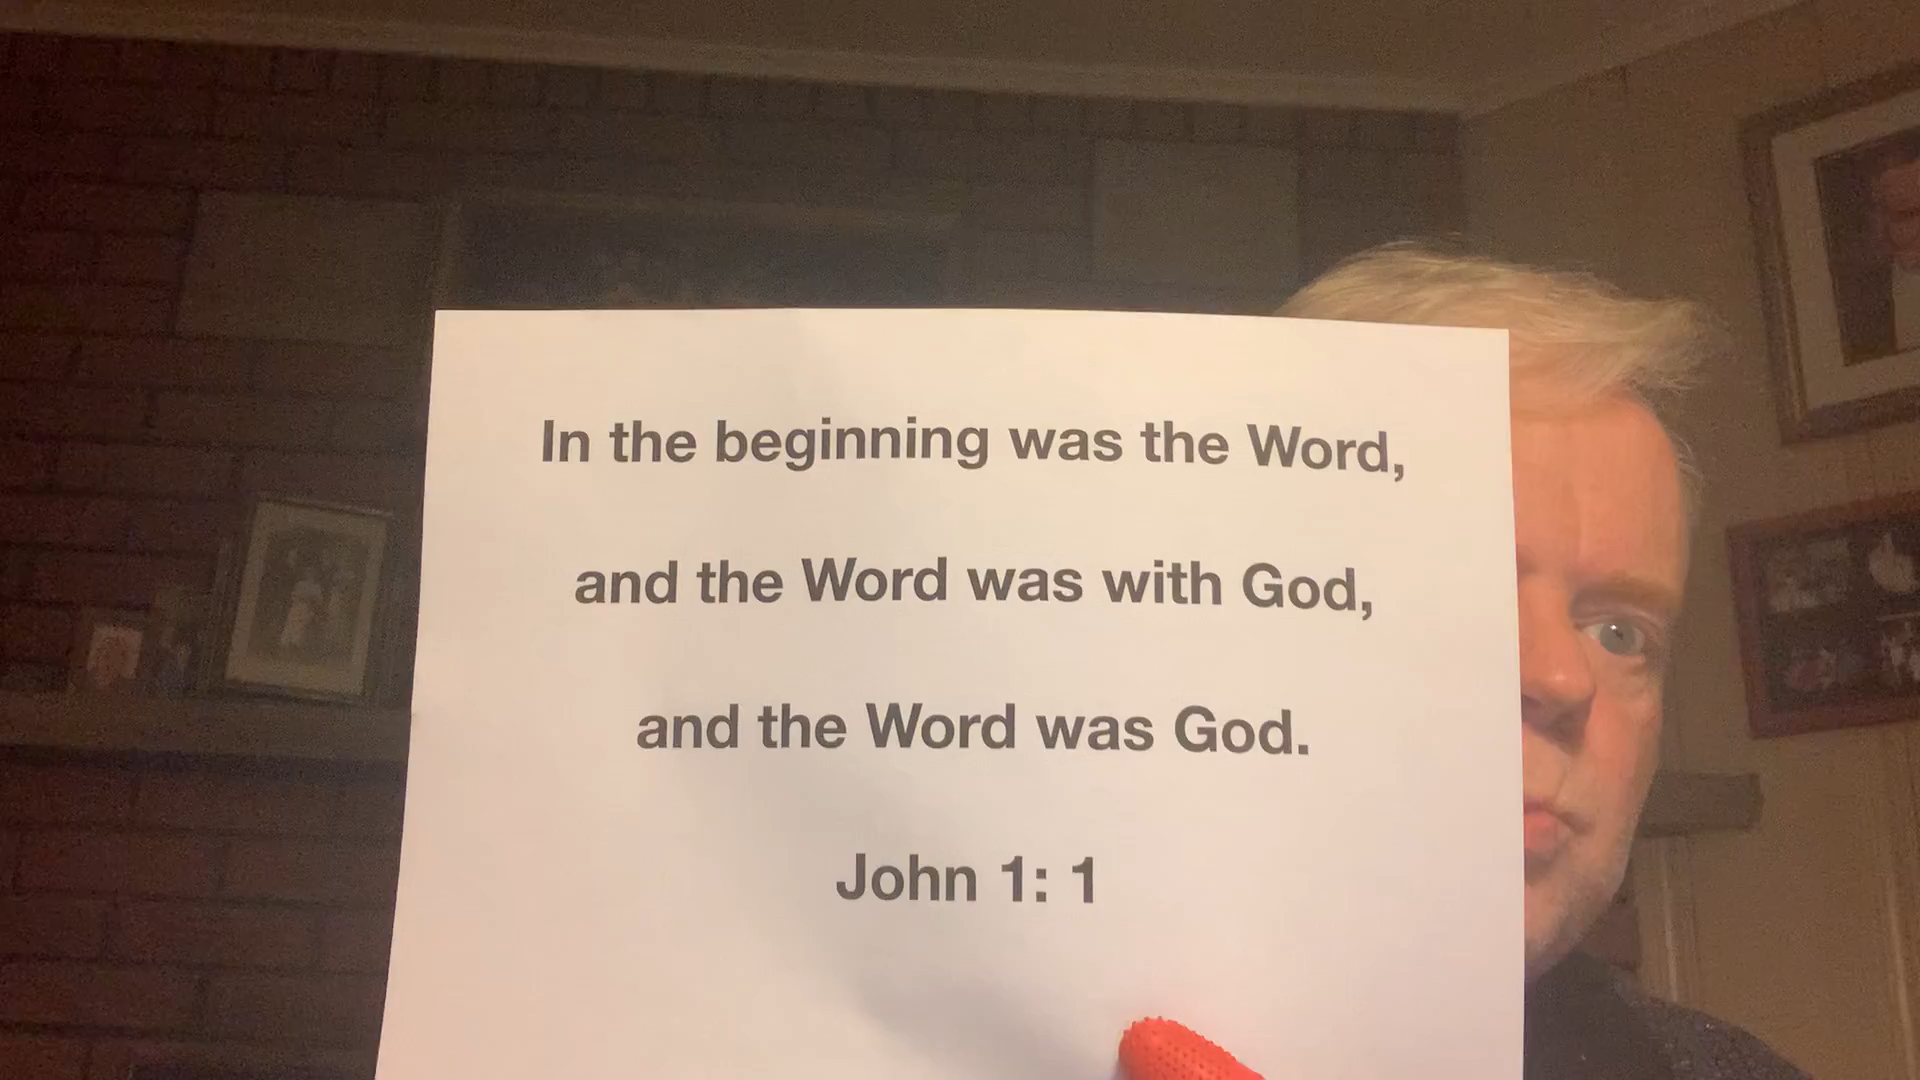 In the beginning was the Word,
and the Word was with God,
and the Word was God.
John 1: 1